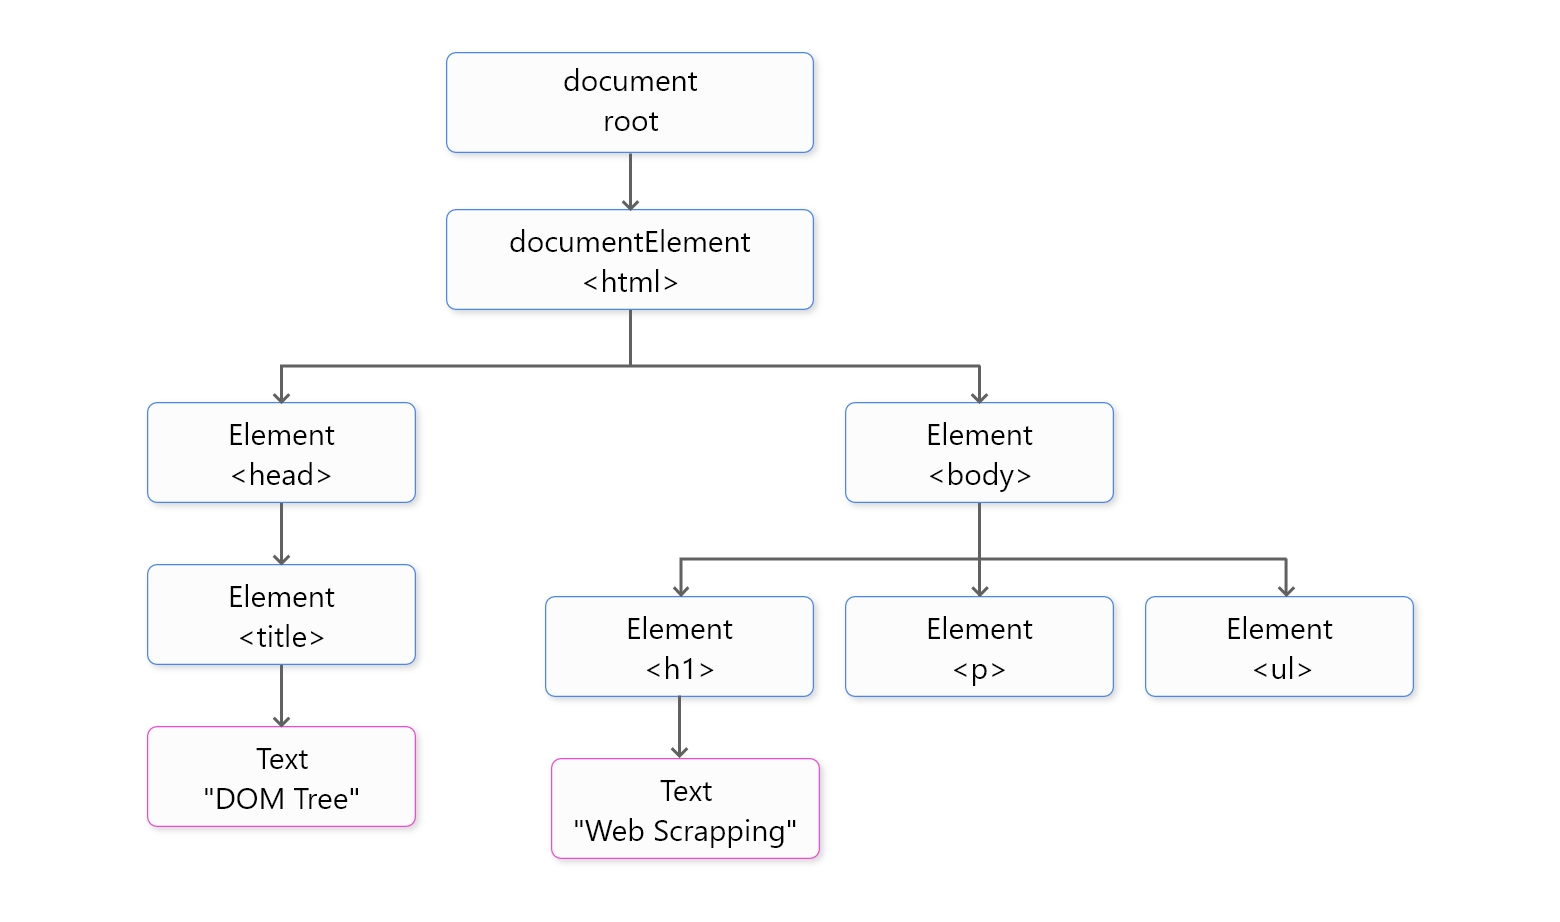 document
root
documentElement
<html>
Element
<head>
Element
<body>
Element
<title>
Element
<h1>
Element
<p>
Element
<ul>
Text
"DOM Tree"
Text
"Web Scrapping"